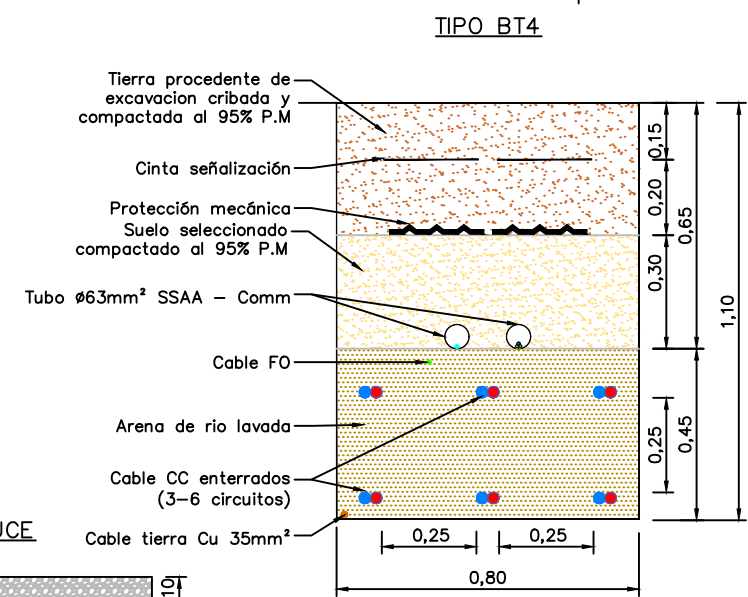 TIPO BT4
Tierra procedente de
excavacion cribada y
compactada al 95% P.M
Cinta señalización
Protección mecánica
Suelo seleccionado
compactado al 95% P.M
Tubo ø63mm² SSAA – Comm
Cable FO
Arena de rio lavada
Cable CC enterrados
(3–6 circuitos)
Cable tierra Cu 35mm²
0,15
0,20
0,30
0,65
1,10
0,25
0,45
0,25
0,25
0,80
UCE
10